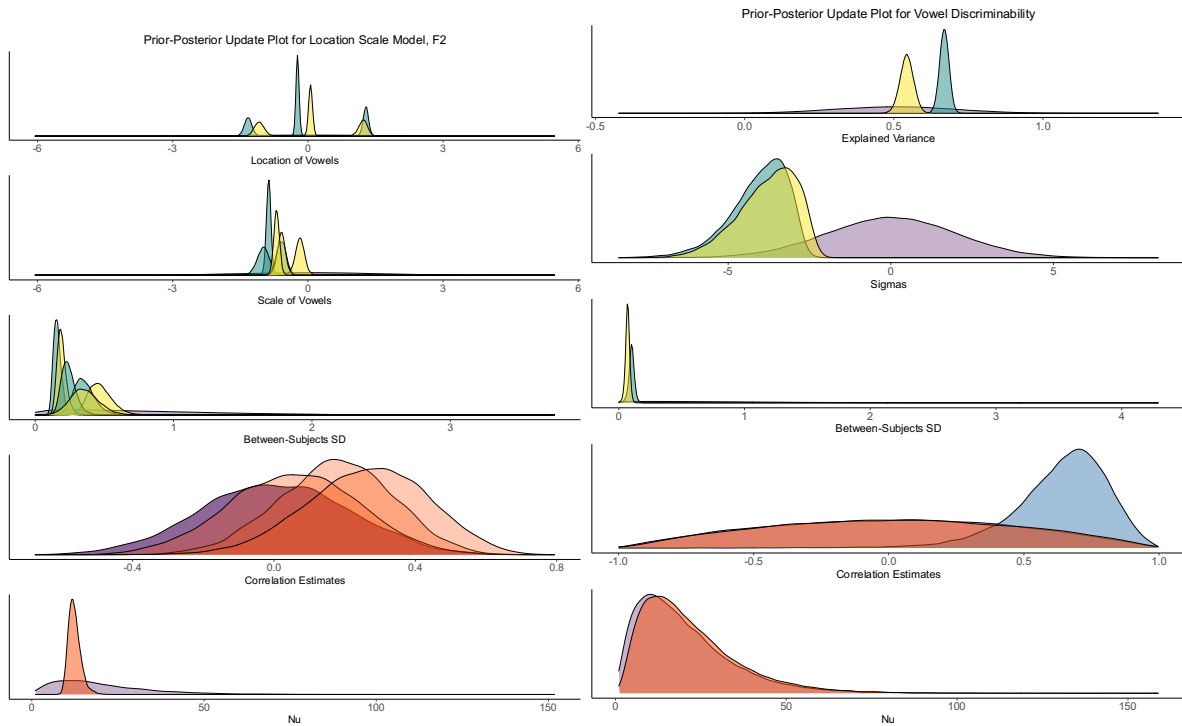 Prior-Posterior Update Plot for Location Scale Model, F2
-6 -3 0 3 6
Location of Vowels
-6 -3 0 3 6
Scale of Vowels
0 1 2 3
Between-Subjects SD
-0.4 0.0 0.4 0.8
Correlation Estimates
0 50 100 150
Nu
Prior-Posterior Update Plot for Vowel Discriminability
-0.5 0.0 0.5 1.0
Explained Variance
-5 0 5
Sigmas
0 1 2 3 4
Between-Subjects SD
-1.0 -0.5 0.0 0.5 1.0
Correlation Estimates
0 50 100 150
Nu